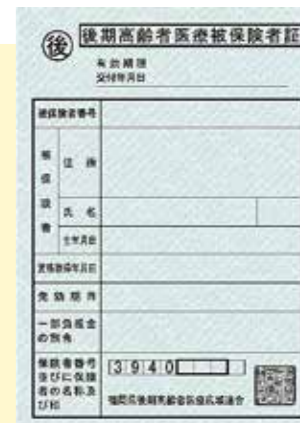 後 後期高齢者医療被保険者証
有効期限
交付年月日
被保険者番号
被保険者
住所
氏名
生年月日
資格取得年月日
発効期日
一部負担金
の割合
保険者番号
並びに保険
者の名称及
び印
3940
福岡県後期高齢者医療広域連合